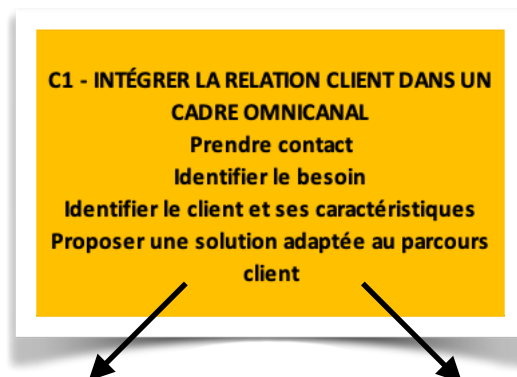 C1 - INTÉGRER LA RELATION CLIENT DANS UN
CADRE OMNICANAL
Prendre contact
Identifier le besoin
Identifier le client et ses caractéristiques
Proposer une solution adaptée au parcours
client